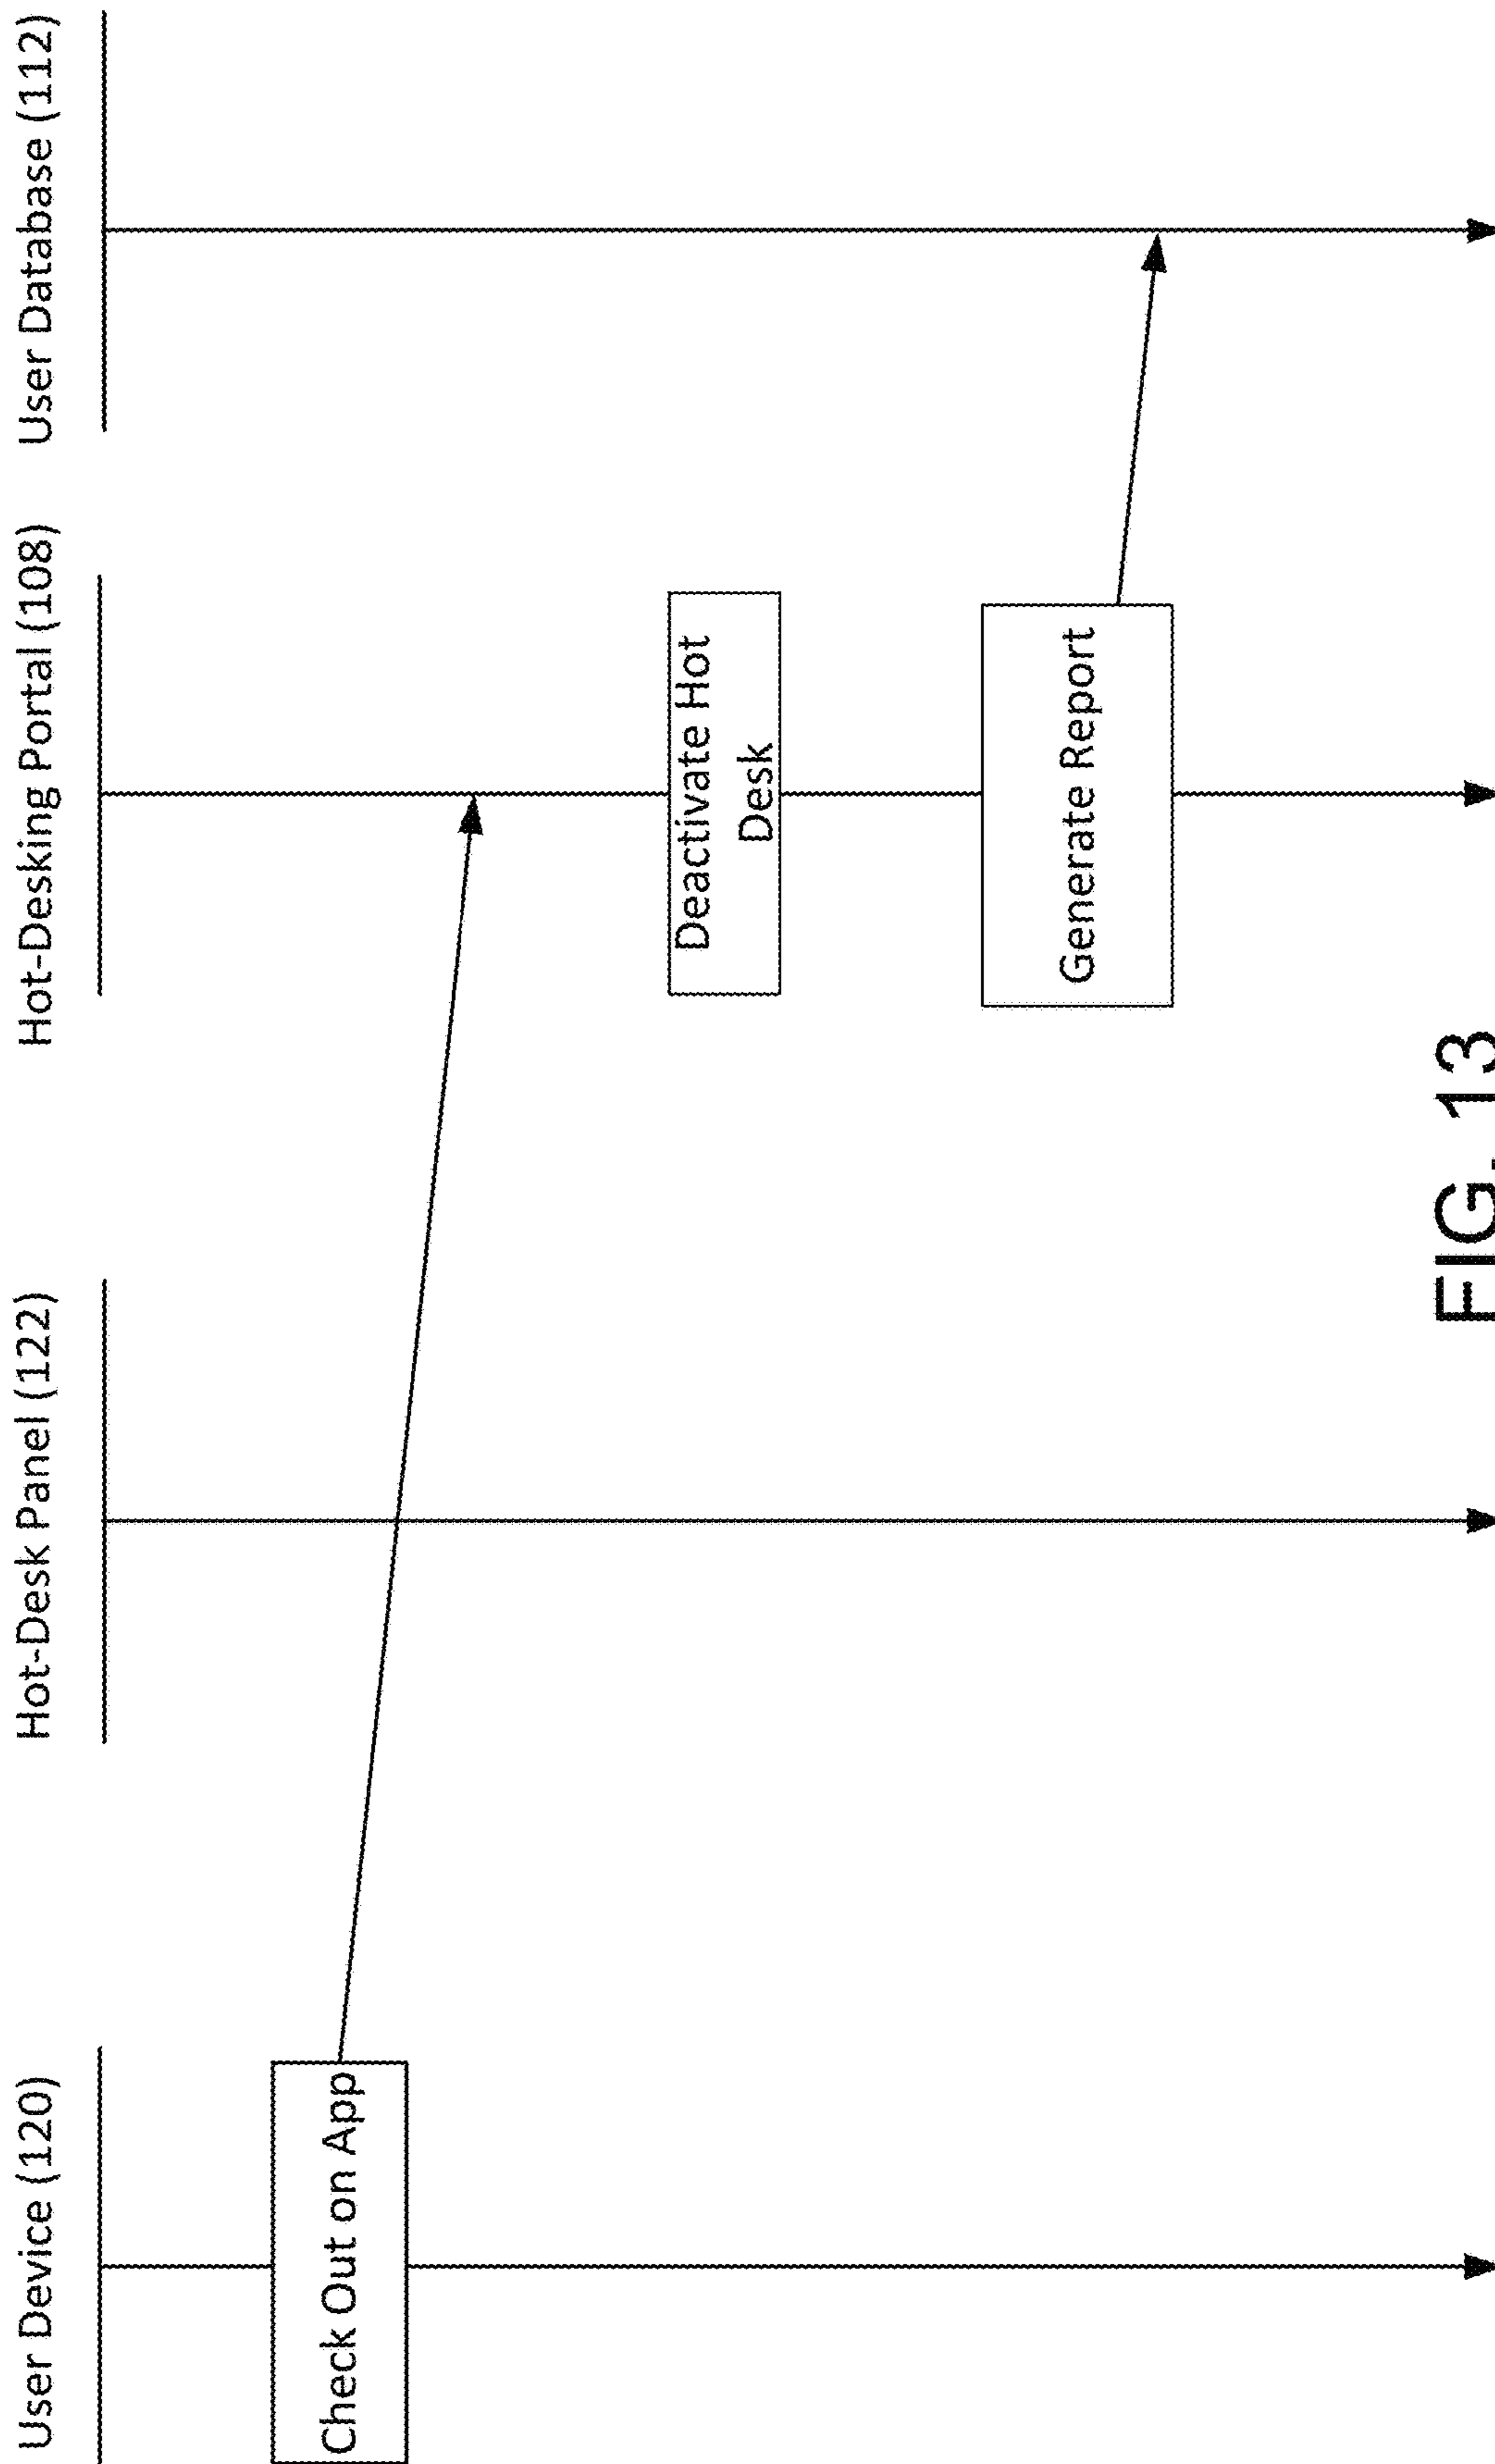 User Device (120)
Hot-Desk Panel (122)
Hot-Desking Portal (108)
User Database (112)
Check Out on App
Deactivate Hot
Desk
Generate Report
FIG. 13